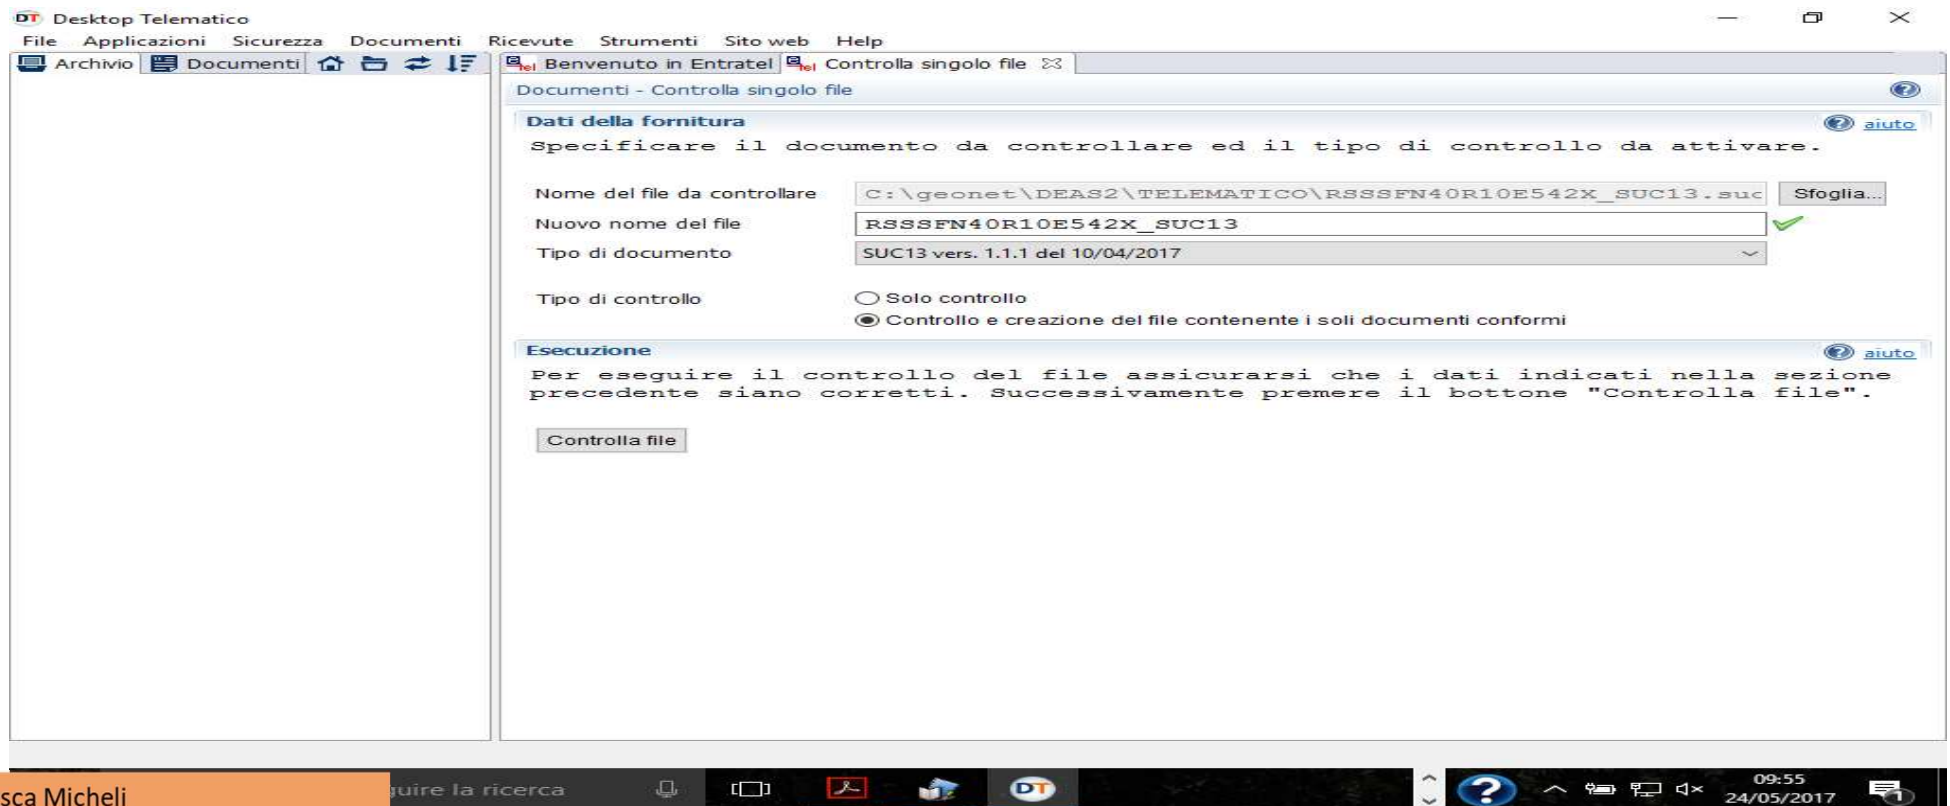 DT Desktop Telematico
File Applicazioni Sicurezza Documenti Ricevute Strumenti Sito web Help
Archivio Documenti Benvenuto in Entratel Controlla singolo file
Documenti - Controlla singolo file
Dati della fornitura aiuto
Specificare il documento da controllare ed il tipo di controllo da attivare.
Nome del file da controllare C:\geonet\DEAS2\TELEMATICO\RSSSFN40R10E542X_SUC13.suc Sfoglia...
Nuovo nome del file RSSSFN40R10E542X_SUC13
Tipo di documento SUC13 vers. 1.1.1 del 10/04/2017
Tipo di controllo Solo controllo
Controllo e creazione del file contenente i soli documenti conformi
Esecuzione aiuto
Per eseguire il controllo del file assicurarsi che i dati indicati nella sezione
precedente siano corretti. Successivamente premere il bottone "Controlla file".
Controlla file
sca Micheli uire la ricerca DT 09:55
24/05/2017 1